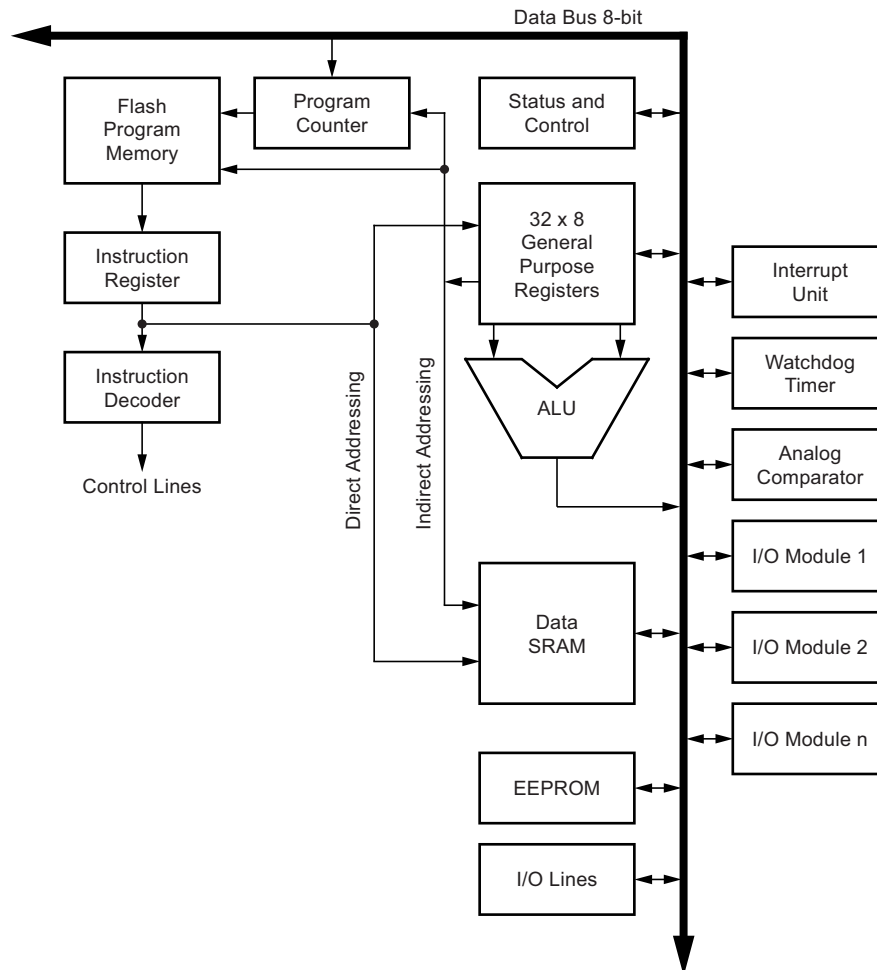 Data Bus 8-bit
Flash
Program
Memory
Program
Counter
Status and
Control
32 x 8
General
Purpose
Registers
Instruction
Register
Interrupt
Unit
Instruction
Decoder
Watchdog
Timer
ALU
Control Lines
Direct Addressing
Indirect Addressing
Analog
Comparator
I/O Module 1
Data
SRAM
I/O Module 2
I/O Module n
EEPROM
I/O Lines